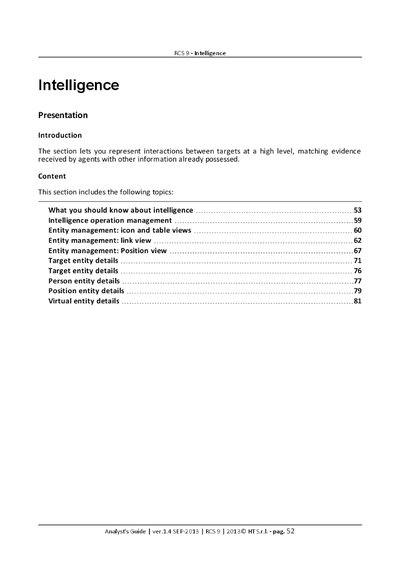 RCS 9 - Intelligence
Intelligence
Presentation
Introduction
The section lets you represent interactions between targets at a high level, matching evidence
received by agents with other information already possessed.
Content
This section includes the following topics:
What you should know about intelligence 53
Intelligence operation management 59
Entity management: icon and table views 60
Entity management: link view 62
Entity management: Position view 67
Target entity details 71
Target entity details 76
Person entity details 77
Position entity details 79
Virtual entity details 81
Analyst's Guide | ver.1.4 SEP-2013 | RCS 9 | 2013© HT S.r.l. - pag. 52